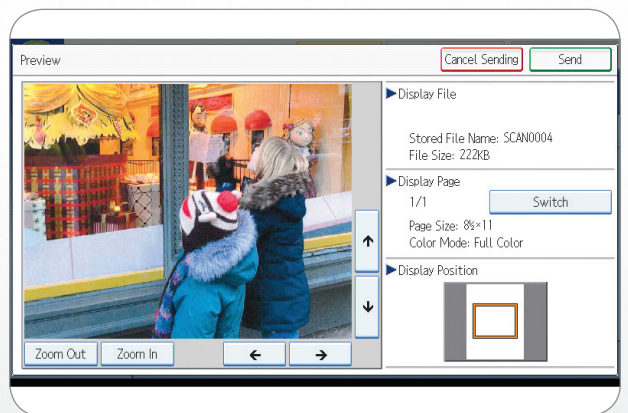 Preview
Cancel Sending
Send
Display File
Stored File Name: SCAN0004
File Size: 222KB
Display Page
1/1
Switch
Page Size: 8½×11
Color Mode: Full Color
Display Position
Zoom Out
Zoom In